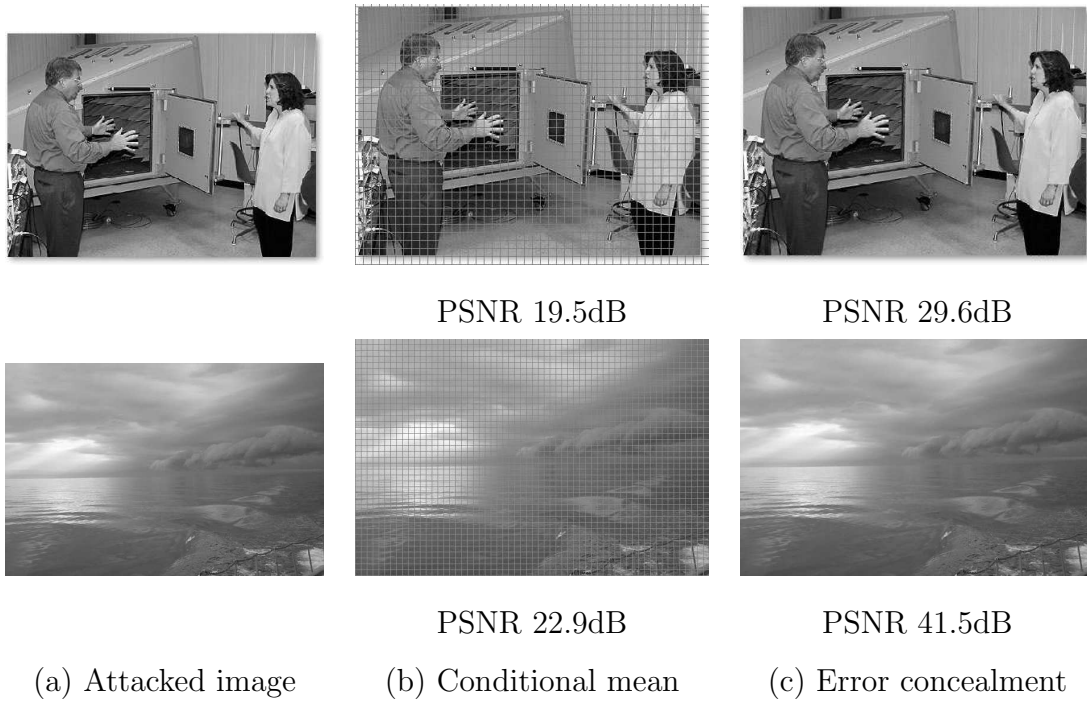 PSNR 19.5dB
PSNR 29.6dB
PSNR 22.9dB
PSNR 41.5dB
(a) Attacked image
(b) Conditional mean
(c) Error concealment